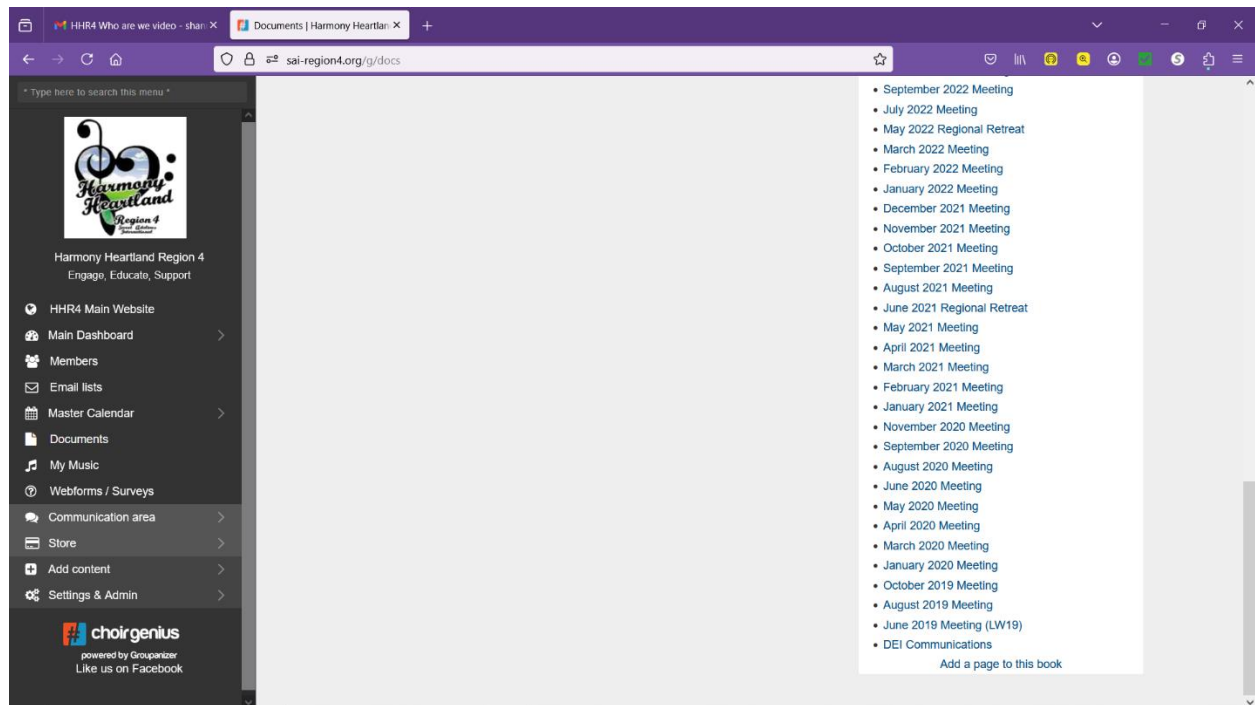 HHR4 Who are we video - shar
Documents | Harmony Heartlan
sai-region4.org/g/docs
* Type here to search this menu *
Harmony
Heartland
Region 4
Sweet Adelines
International
Harmony Heartland Region 4
Engage, Educate, Support
HHR4 Main Website
Main Dashboard
Members
Email lists
Master Calendar
Documents
My Music
Webforms / Surveys
Communication area
Store
Add content
Settings & Admin
choirgenius
powered by Groupanizer
Like us on Facebook
September 2022 Meeting
July 2022 Meeting
May 2022 Regional Retreat
March 2022 Meeting
February 2022 Meeting
January 2022 Meeting
December 2021 Meeting
November 2021 Meeting
October 2021 Meeting
September 2021 Meeting
August 2021 Meeting
June 2021 Regional Retreat
May 2021 Meeting
April 2021 Meeting
March 2021 Meeting
February 2021 Meeting
January 2021 Meeting
November 2020 Meeting
September 2020 Meeting
August 2020 Meeting
June 2020 Meeting
May 2020 Meeting
April 2020 Meeting
March 2020 Meeting
January 2020 Meeting
October 2019 Meeting
August 2019 Meeting
June 2019 Meeting (LW19)
DEI Communications
Add a page to this book